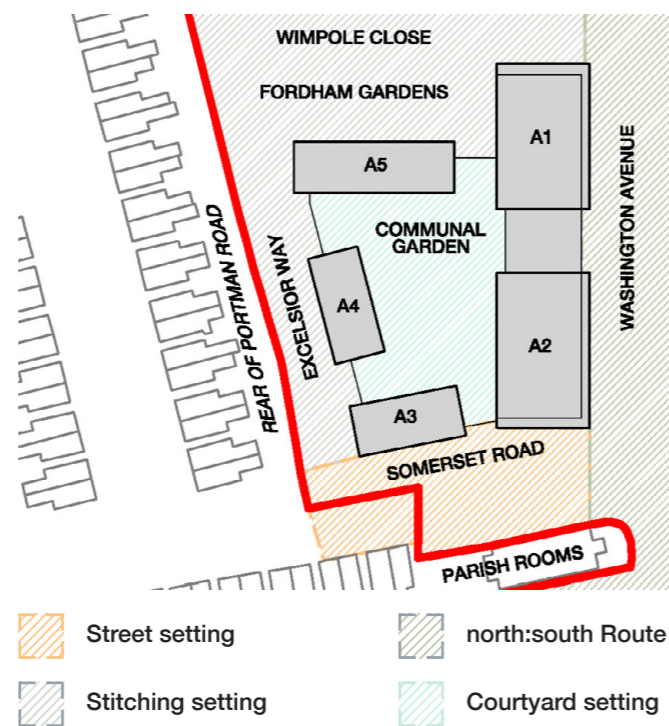 WIMPOLE CLOSE
FORDHAM GARDENS
A1
A5
WASHINGTON AVENUE
COMMUNAL
GARDEN
REAR OF PORTMAN ROAD
EXCELSIOR WAY
A4
A2
A3
SOMERSET ROAD
PARISH ROOMS
Street setting
north:south Route
Stitching setting
Courtyard setting